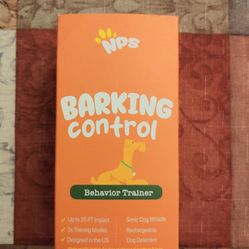 NPS
BARKING
control
Behavior Trainer
✓ Up to 35 FT Impact
✓ 3x Training Modes
✓ Designed in the US
Sonic Dog Whistle
Rechargeable
Dog Deterrent